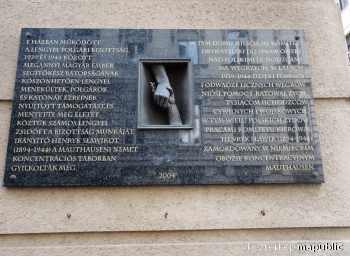 E HÁZBAN MŰKÖDÖTT
A LENGYEL POLGÁRI BIZOTTSÁG.
1939 ÉS 1944 KÖZÖTT
MEGANNYI MAGYAR EMBER
SEGÍTŐKÉSZ BÁTORSÁGÁNAK
KÖSZÖNHETŐEN LENGYEL
MENEKÜLTEK, POLGÁROK
ÉS KATONÁK EZREINEK
NYÚJTOTT TÁMOGATÁST, ÉS
MENTETTE MEG ÉLETÉT,
KÖZTÜK SZÁMOS LENGYEL
ZSIDÓÉT. A BIZOTTSÁG MUNKÁJÁT
IRÁNYÍTÓ HENRYK SŁAWIKOT
(1894-1944) A MAUTHAUSENI NÉMET
KONCENTRÁCIÓS TÁBORBAN
GYILKOLTÁK MEG.
W TYM DOMU MIEŚCIŁ SIĘ KOMITET
OBYWATELSKI DO SPRAW OPIEKI
NAD POLSKIMI UCHODŹCAMI
NA WĘGRZECH. W LATACH
1939-1944 DZIĘKI POMOCY
I ODWADZE LICZNYCH WĘGRÓW
NIÓSŁ POMOC I RATOWAŁ ŻYCIE
TYSIĄCOM UCHODŹCÓW
CYWILNYCH I WOJSKOWYCH,
W TYM WIELU POLSKICH ŻYDÓW.
PRACAMI KOMITETU KIEROWAŁ
HENRYK SŁAWIK (1894-1944)
ZAMORDOWANY W NIEMIECKIM
OBOZIE KONCENTRACYJNYM
MAUTHAUSEN.
2004
mapublic